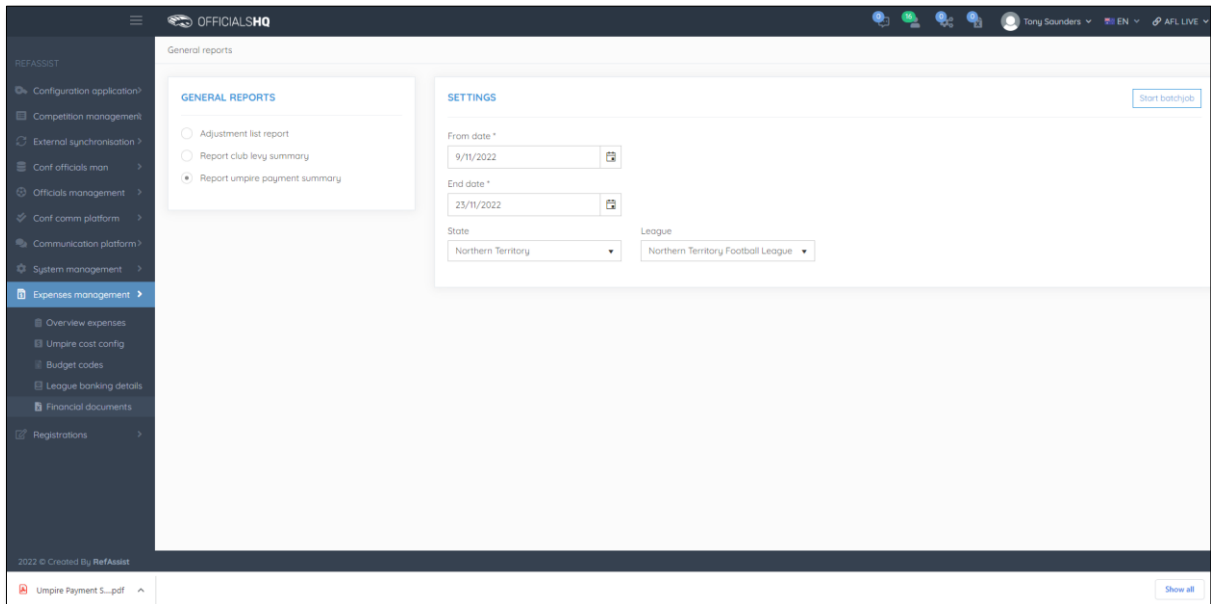 OFFICIALSHQ
0
16
0
0
Tony Saunders
EN
AFL LIVE
REFASSIST
Configuration application
Competition management
External synchronisation
Conf officials man
Officials management
Conf comm platform
Communication platform
System management
Expenses management
Overview expenses
Umpire cost config
Budget codes
League banking details
Financial documents
Registrations
2022 © Created By RefAssist
General reports
GENERAL REPORTS
Adjustment list report
Report club levy summary
Report umpire payment summary
SETTINGS
Start batchjob
From date *
9/11/2022
End date *
23/11/2022
State
League
Northern Territory
Northern Territory Football League
Umpire Payment S....pdf
Show all